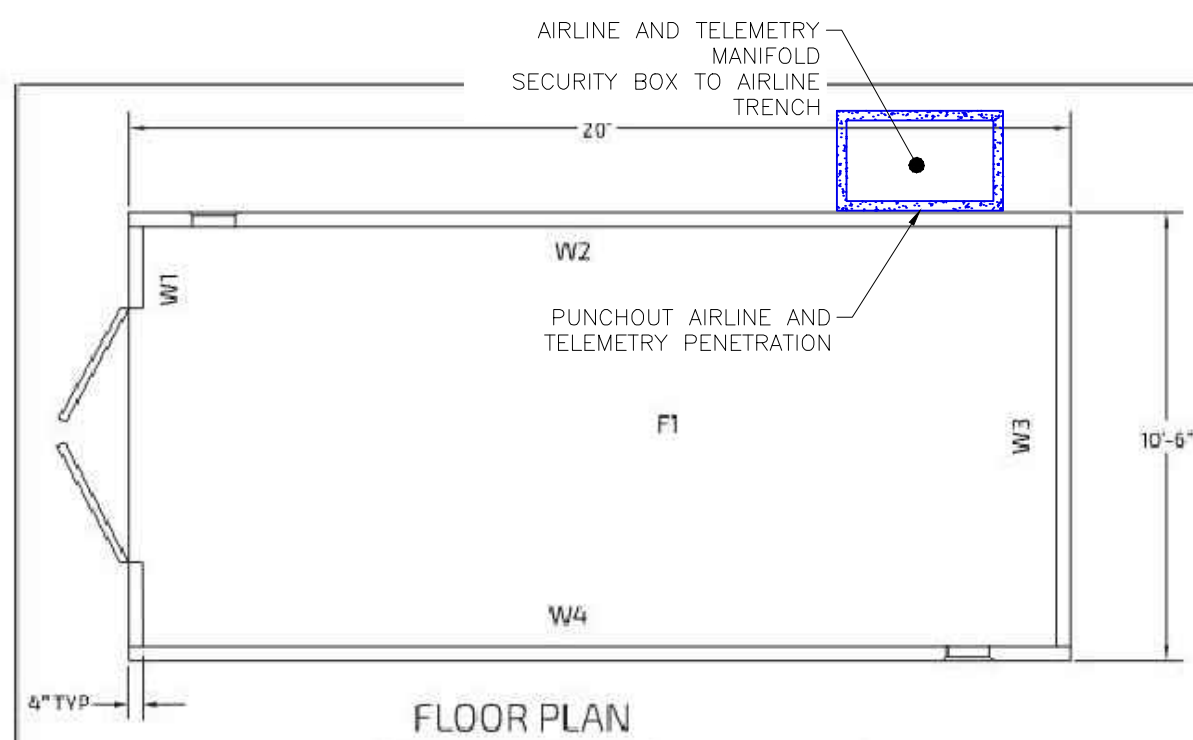 AIRLINE AND TELEMETRY
MANIFOLD
SECURITY BOX TO AIRLINE
TRENCH
20'
W2
W1
PUNCHOUT AIRLINE AND
TELEMETRY PENETRATION
F1
W3
10'-6"
W4
4" TYP
FLOOR PLAN